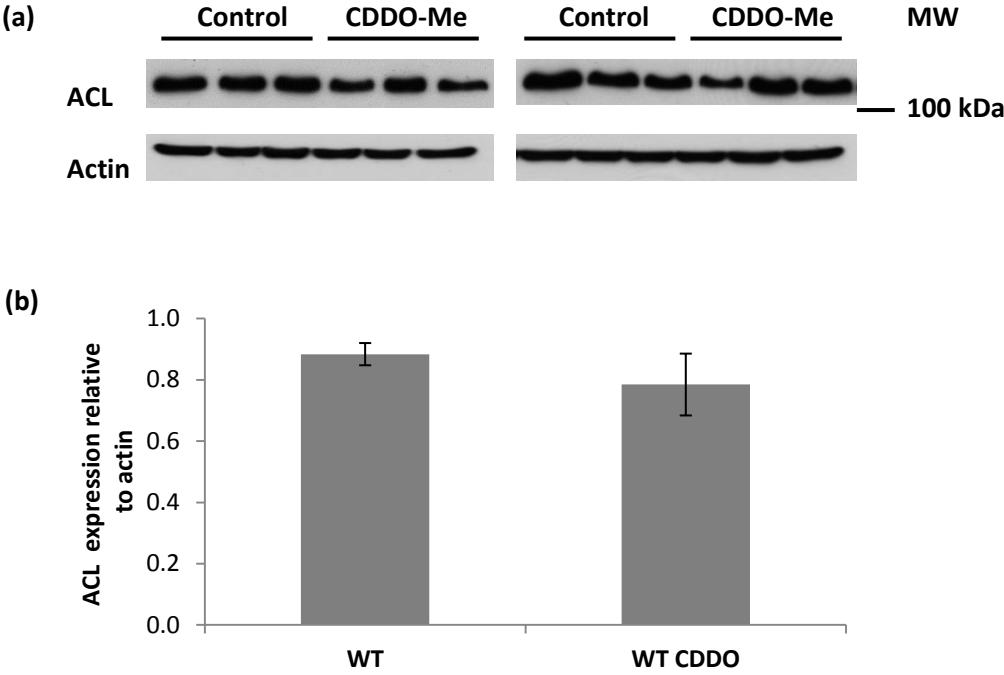 (a)
Control CDDO-Me Control CDDO-Me MW
ACL
100 kDa
Actin
(b)
ACL expression relative
to actin
1.0
0.8
0.6
0.4
0.2
0.0
WT WT CDDO